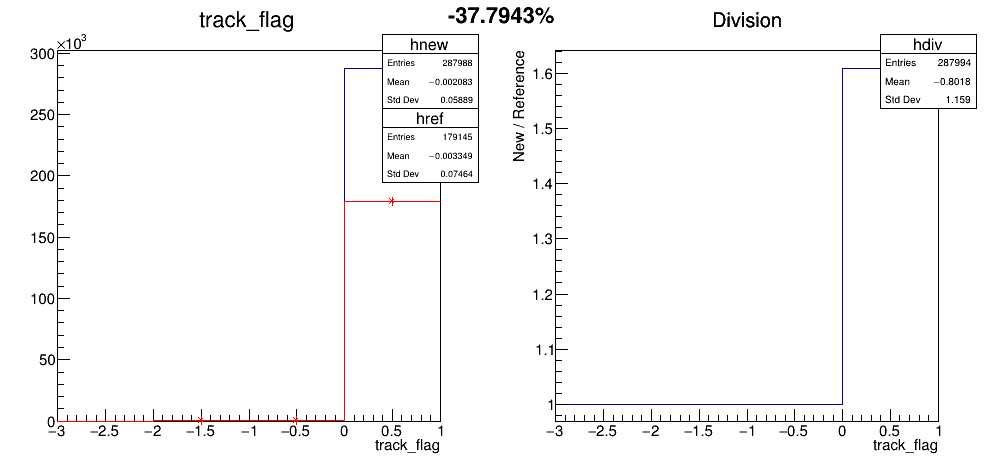 -37.7943%
track_flag
×10³
300
250
200
150
100
50
0
−3 −2.5 −2 −1.5 −1 −0.5 0 0.5 1
track_flag
hnew
Entries 287988
Mean −0.002083
Std Dev 0.05889
href
Entries 179145
Mean −0.003349
Std Dev 0.07464
Division
New / Reference
1.6
1.5
1.4
1.3
1.2
1.1
1
−3 −2.5 −2 −1.5 −1 −0.5 0 0.5 1
track_flag
hdiv
Entries 287994
Mean −0.8018
Std Dev 1.159